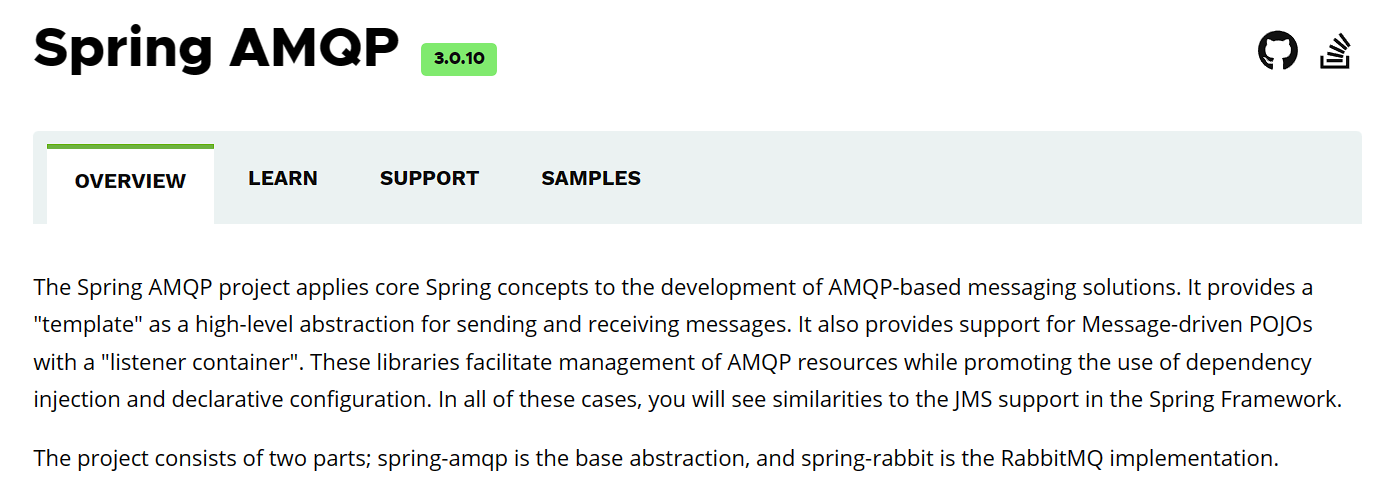 Spring AMQP 3.0.10
OVERVIEW LEARN SUPPORT SAMPLES
The Spring AMQP project applies core Spring concepts to the development of AMQP-based messaging solutions. It provides a
"template" as a high-level abstraction for sending and receiving messages. It also provides support for Message-driven POJOs
with a "listener container". These libraries facilitate management of AMQP resources while promoting the use of dependency
injection and declarative configuration. In all of these cases, you will see similarities to the JMS support in the Spring Framework.
The project consists of two parts; spring-amqp is the base abstraction, and spring-rabbit is the RabbitMQ implementation.